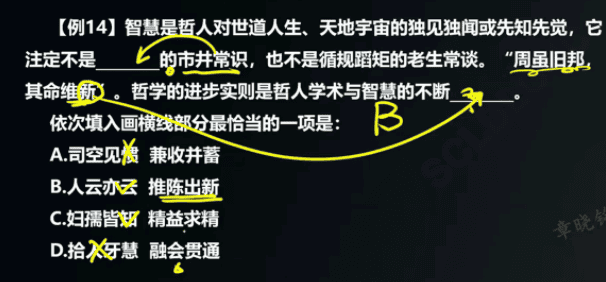 【例14】智慧是哲人对世道人生、天地宇宙的独见独闻或先知先觉，它
注定不是______的市井常识，也不是循规蹈矩的老生常谈。“周虽旧邦，
其命维新”。哲学的进步实则是哲人学术与智慧的不断______。
依次填入画横线部分最恰当的一项是：
B
A.司空见惯 兼收并蓄
B.人云亦云 推陈出新
C.妇孺皆知 精益求精
D.拾人牙慧 融会贯通
章晓